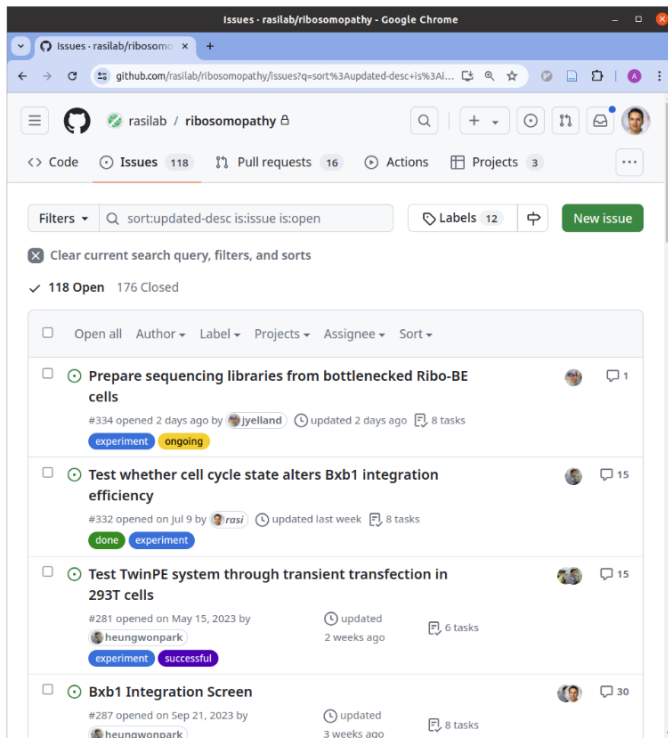 Issues · rasilab/ribosomopathy - Google Chrome
Issues · rasilab/ribosomo
github.com/rasilab/ribosomopathy/issues?q=sort%3Aupdated-desc+is%3Ai...
A
rasilab / ribosomopathy
Code Issues 118 Pull requests 16 Actions Projects 3
Filters sort:updated-desc is:issue is:open Labels 12 New issue
Clear current search query, filters, and sorts
118 Open 176 Closed
Open all Author Label Projects Assignee Sort
Prepare sequencing libraries from bottlenecked Ribo-BE 1
cells
#334 opened 2 days ago by jyelland updated 2 days ago 8 tasks
experiment ongoing
Test whether cell cycle state alters Bxb1 integration 15
efficiency
#332 opened on Jul 9 by rasi updated last week 8 tasks
done experiment
Test TwinPE system through transient transfection in 15
293T cells
#281 opened on May 15, 2023 by heungwonpark updated 2 weeks ago 6 tasks
experiment successful
Bxb1 Integration Screen 30
#287 opened on Sep 21, 2023 by heungwonpark updated 3 weeks ago 8 tasks